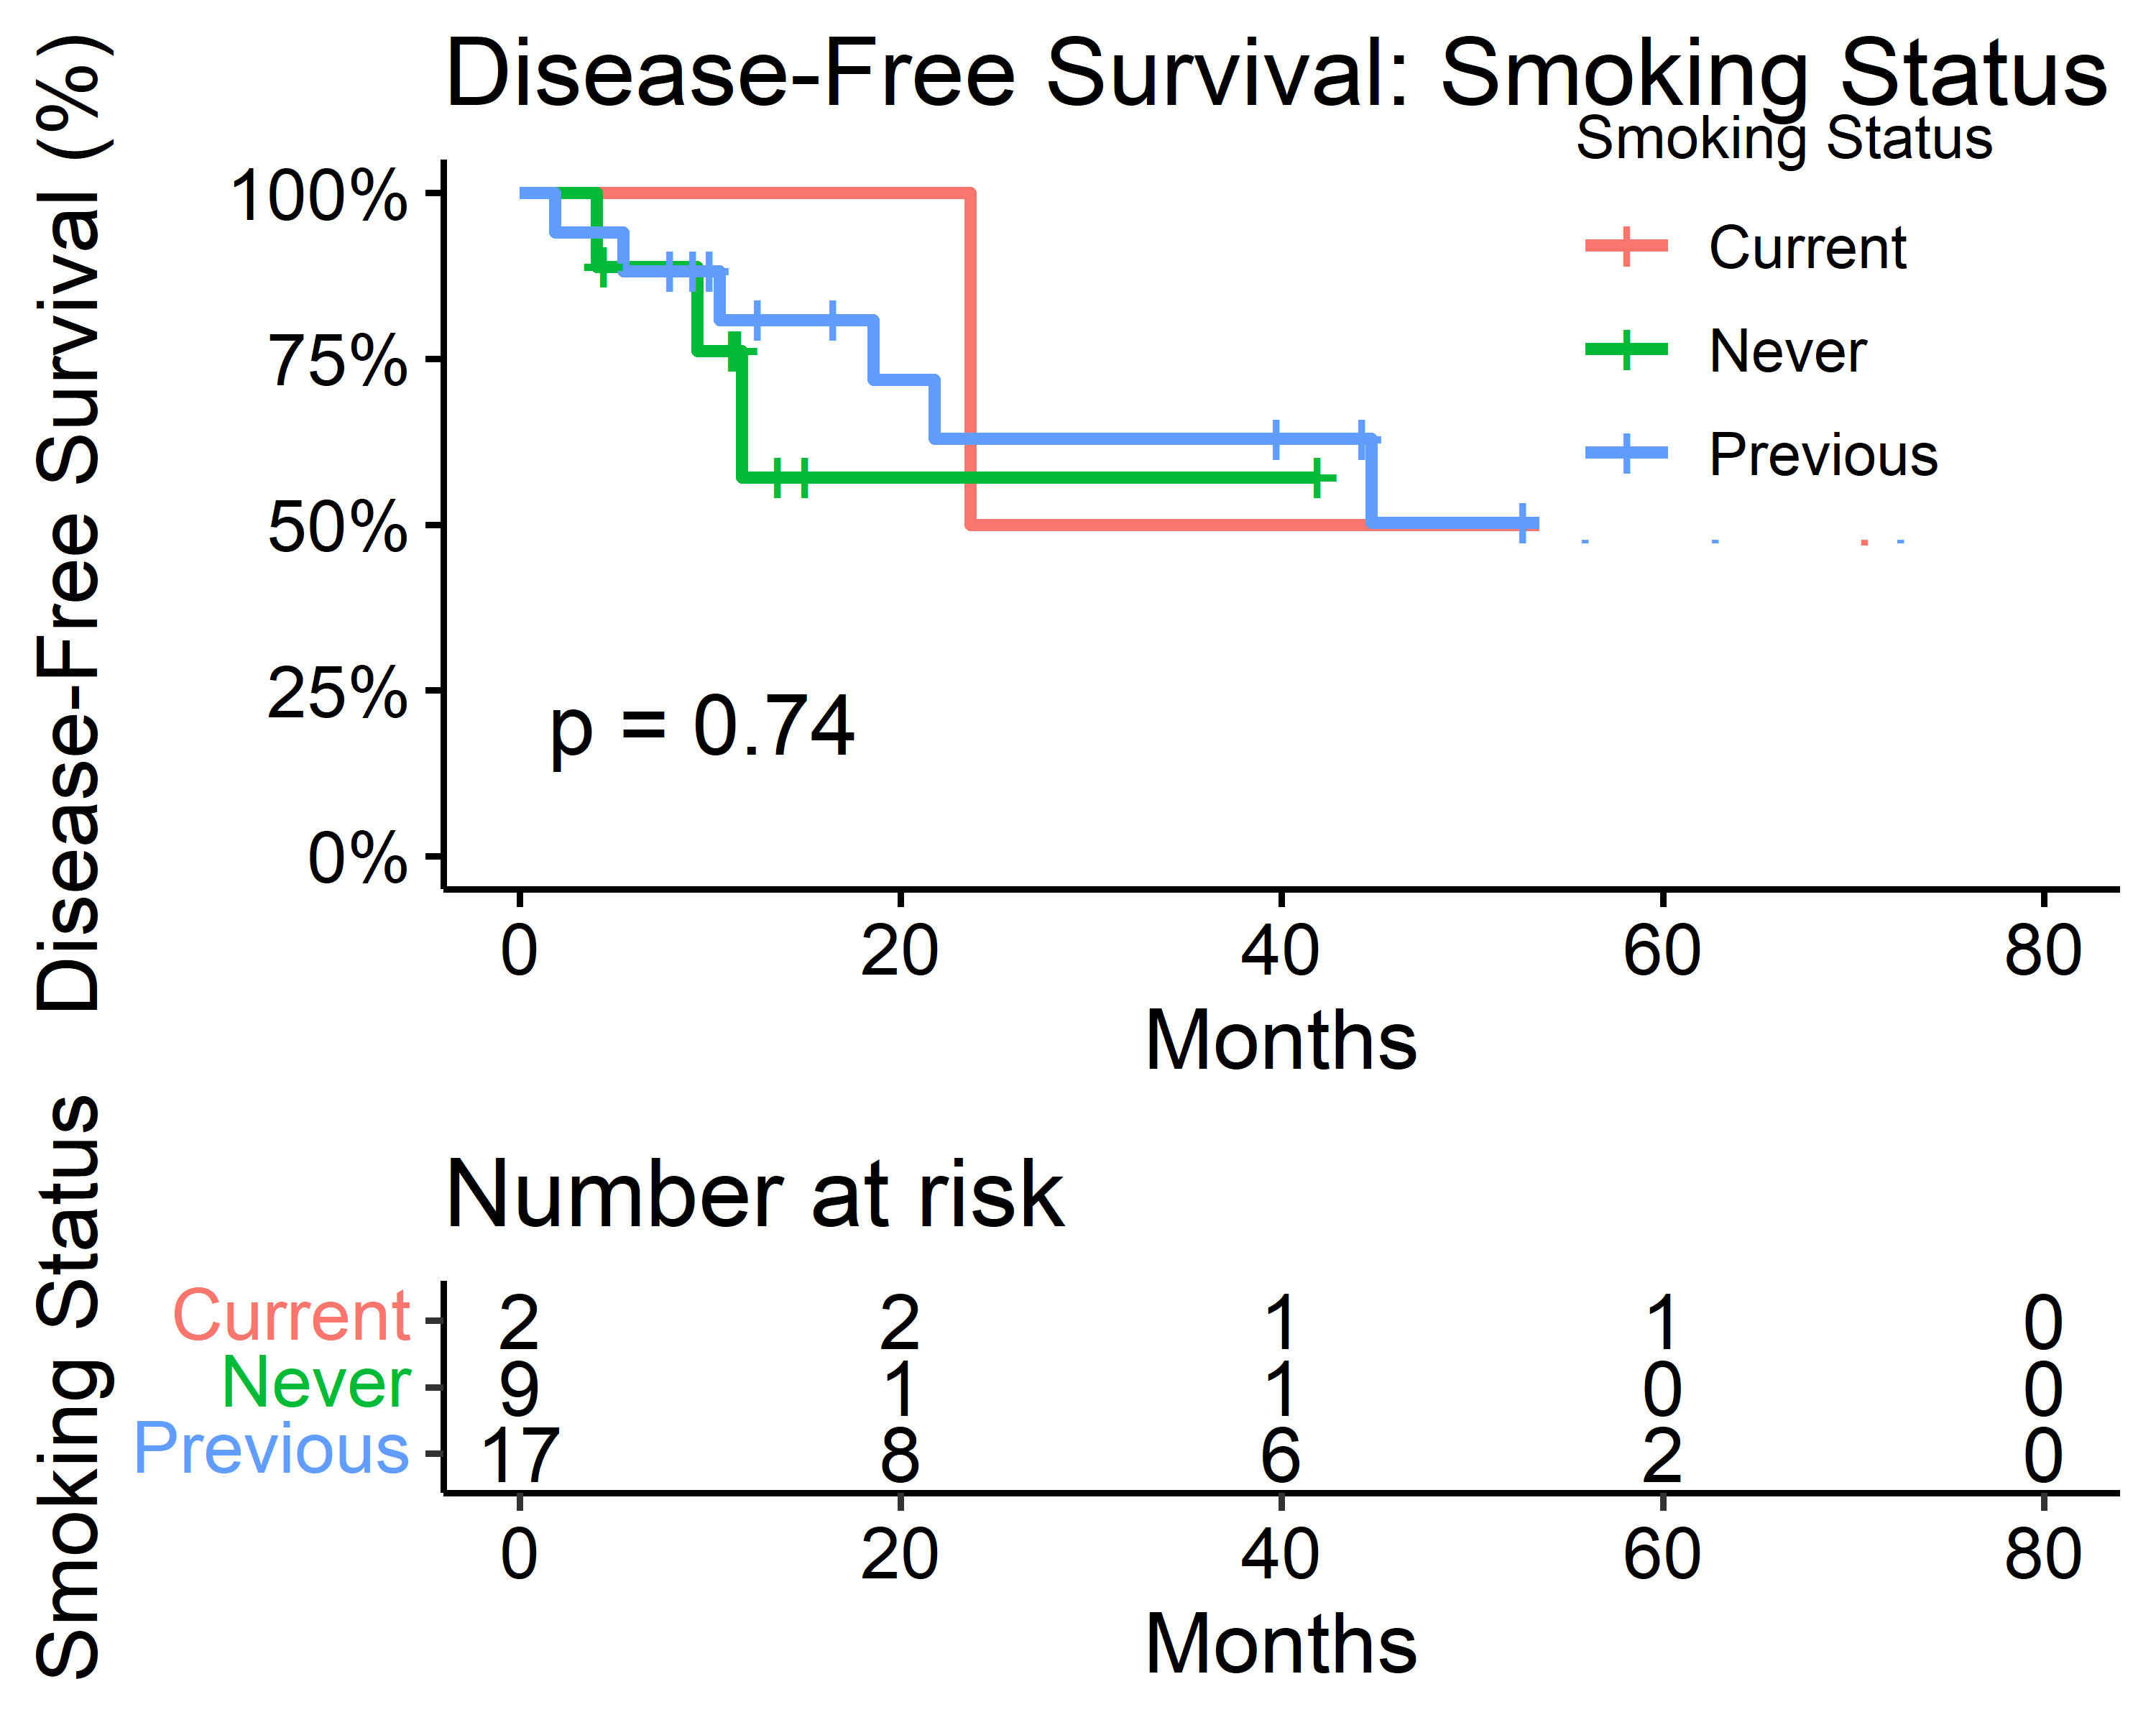 Disease-Free Survival: Smoking Status
Smoking Status
Current
Never
Previous
Disease-Free Survival (%)
100%
75%
50%
25%
0%
p = 0.74
0 20 40 60 80
Months
Number at risk
Smoking Status
Current 2 2 1 1 0
Never 9 1 1 0 0
Previous 17 8 6 2 0
0 20 40 60 80
Months